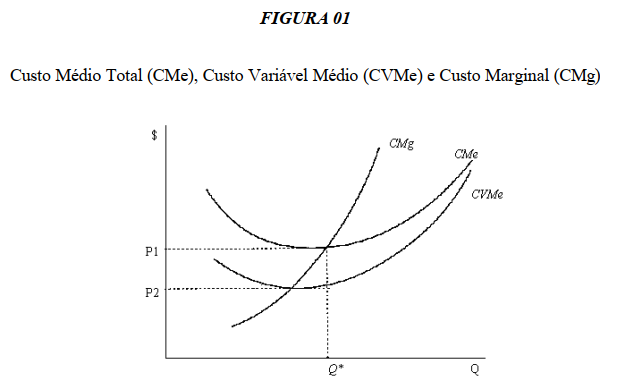 FIGURA 01
Custo Médio Total (CMe), Custo Variável Médio (CVMe) e Custo Marginal (CMg)
$
CMg
CMe
CVMe
P1
P2
Q*
Q